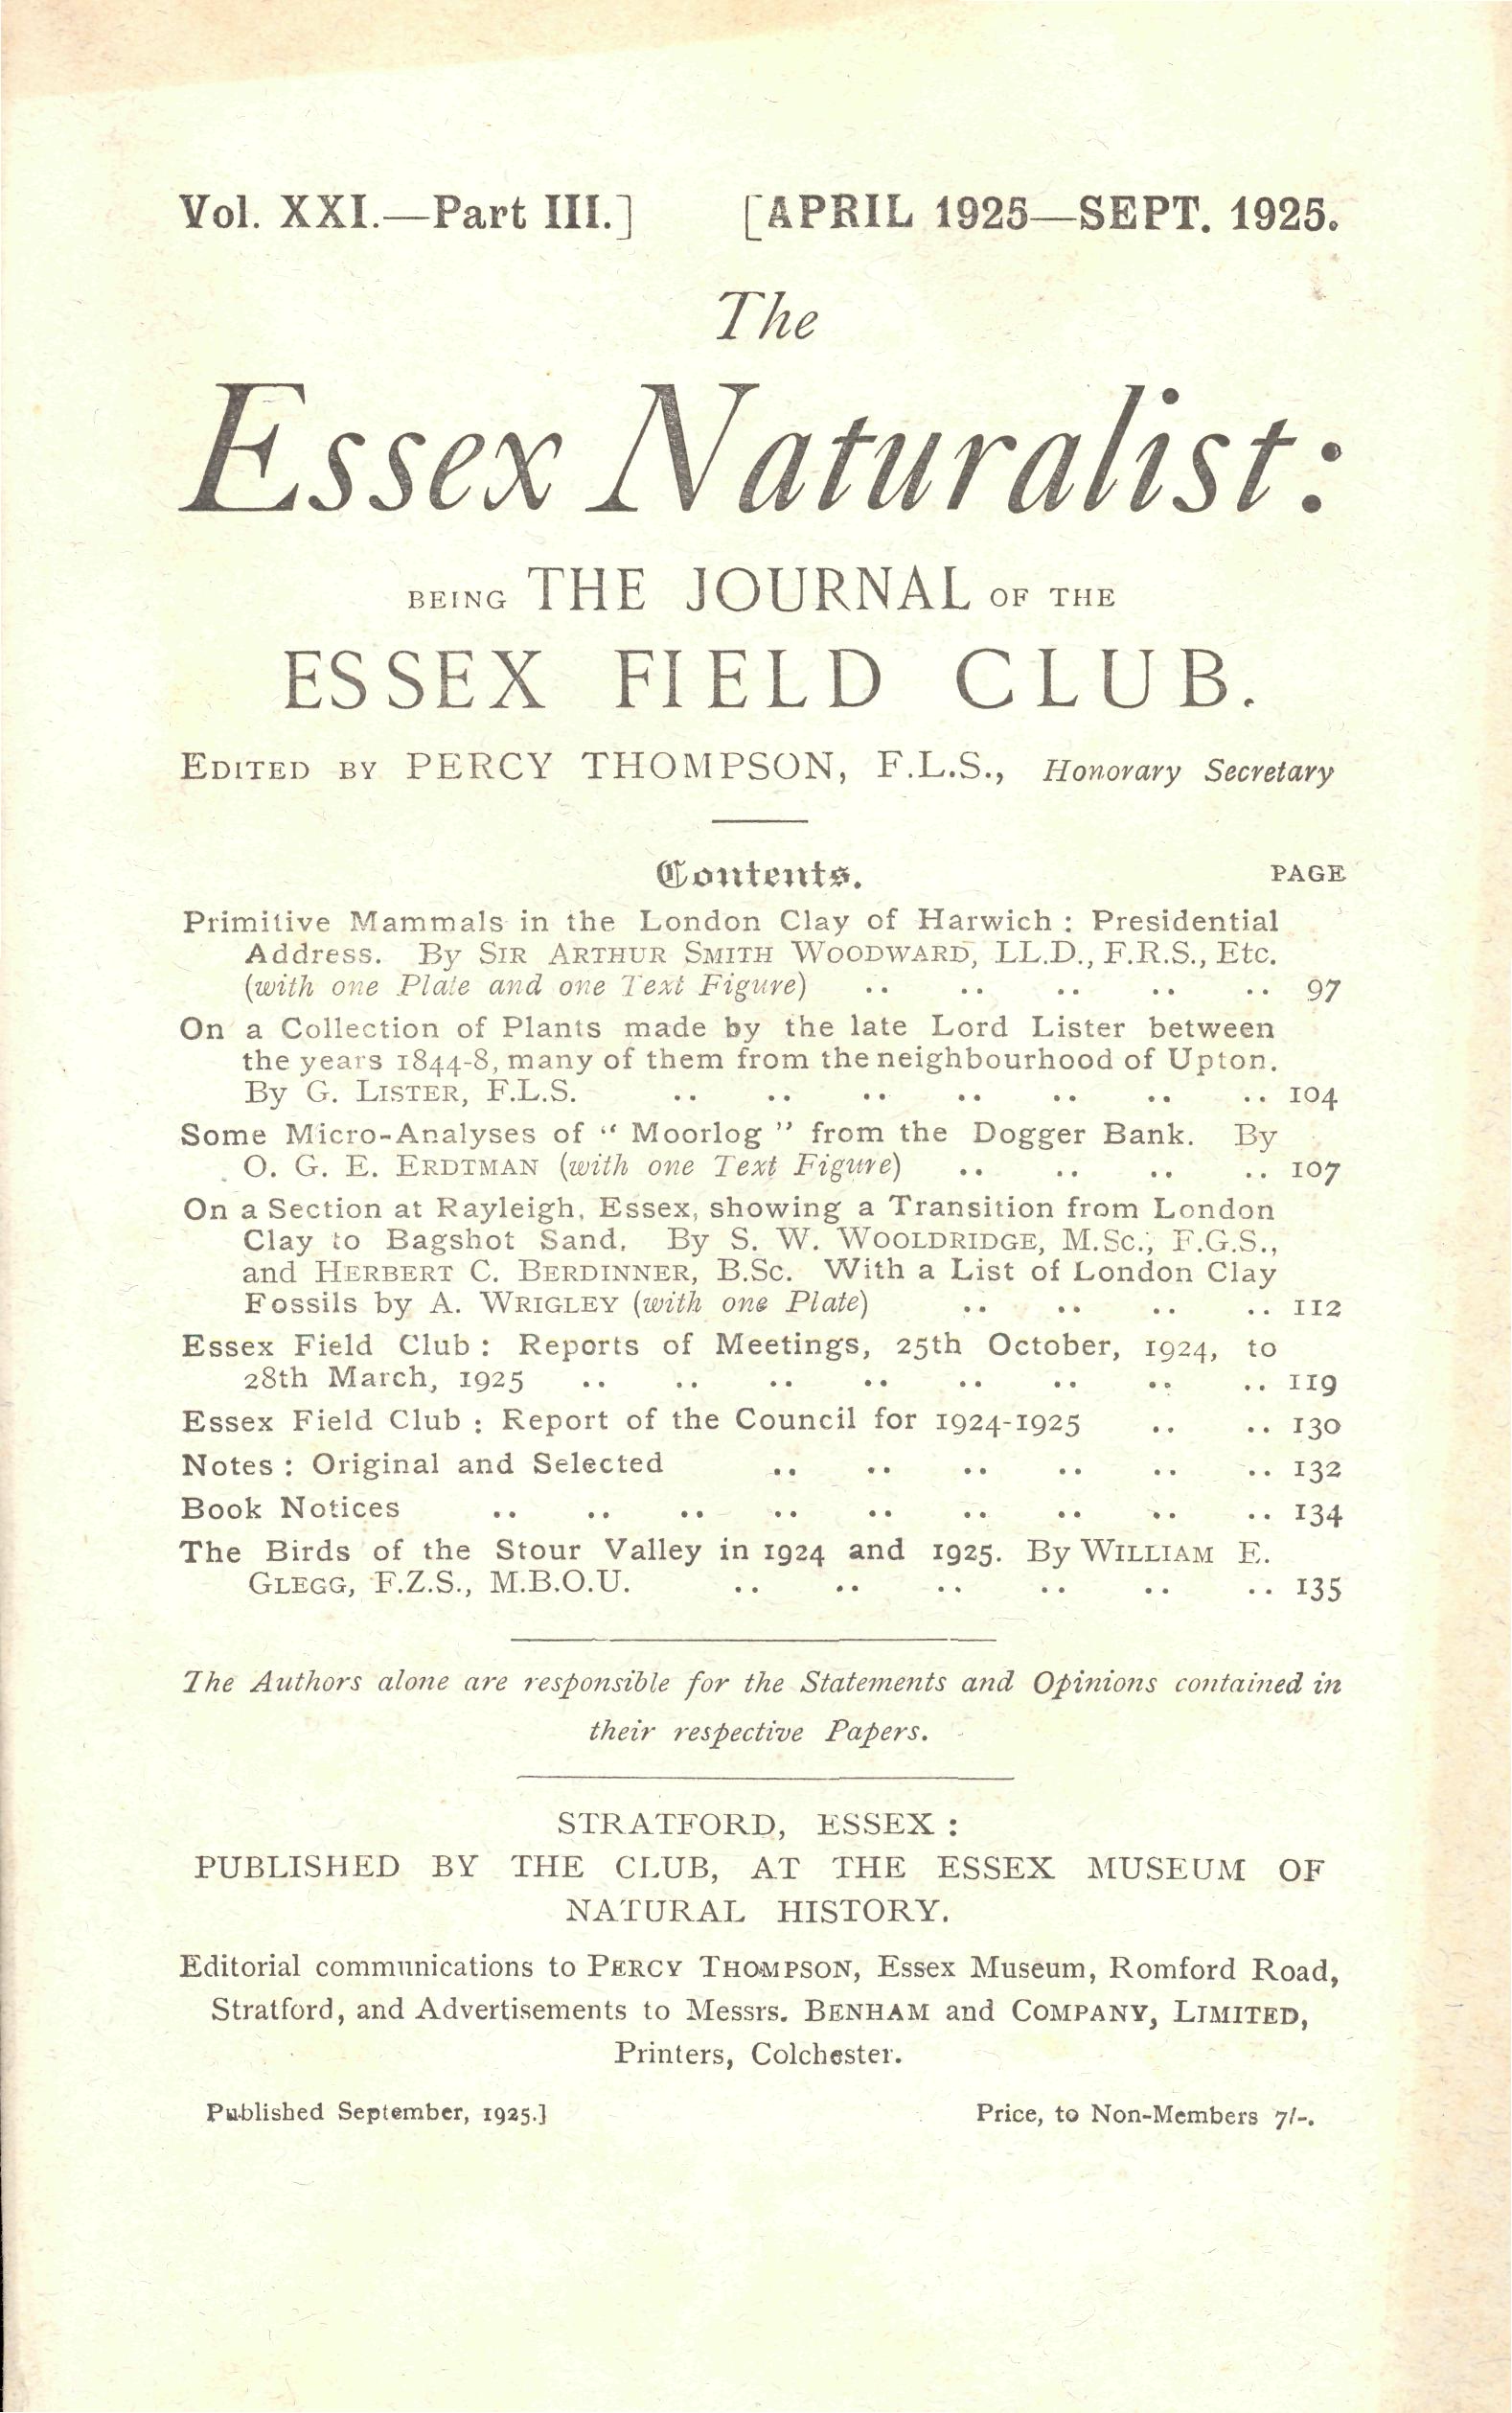 Vol. XXI.—Part III.] [APRIL 1925—SEPT. 1925.
The
Essex Naturalist:
BEING THE JOURNAL OF THE
ESSEX FIELD CLUB.
EDITED BY PERCY THOMPSON, F.L.S., Honorary Secretary
Contents. PAGE
Primitive Mammals in the London Clay of Harwich : Presidential
Address. By SIR ARTHUR SMITH WOODWARD, LL.D., F.R.S., Etc.
(with one Plate and one Text Figure) .. .. .. .. .. 97
On a Collection of Plants made by the late Lord Lister between
the years 1844-8, many of them from the neighbourhood of Upton.
By G. LISTER, F.L.S. .. .. .. .. .. .. .. 104
Some Micro-Analyses of “ Moorlog ” from the Dogger Bank. By
O. G. E. ERDTMAN (with one Text Figure) .. .. .. .. 107
On a Section at Rayleigh, Essex, showing a Transition from London
Clay to Bagshot Sand. By S. W. WOOLDRIDGE, M.Sc., F.G.S.,
and HERBERT C. BERDINNER, B.Sc. With a List of London Clay
Fossils by A. WRIGLEY (with one Plate) .. .. .. .. 112
Essex Field Club : Reports of Meetings, 25th October, 1924, to
28th March, 1925 .. .. .. .. .. .. .. .. 119
Essex Field Club : Report of the Council for 1924-1925 .. .. 130
Notes : Original and Selected .. .. .. .. .. .. 132
Book Notices .. .. .. .. .. .. .. .. .. 134
The Birds of the Stour Valley in 1924 and 1925. By WILLIAM E.
GLEGG, F.Z.S., M.B.O.U. .. .. .. .. .. .. 135
The Authors alone are responsible for the Statements and Opinions contained in
their respective Papers.
STRATFORD, ESSEX :
PUBLISHED BY THE CLUB, AT THE ESSEX MUSEUM OF
NATURAL HISTORY.
Editorial communications to PERCY THOMPSON, Essex Museum, Romford Road,
Stratford, and Advertisements to Messrs. BENHAM and COMPANY, LIMITED,
Printers, Colchester.
Published September, 1925.] Price, to Non-Members 7/-.